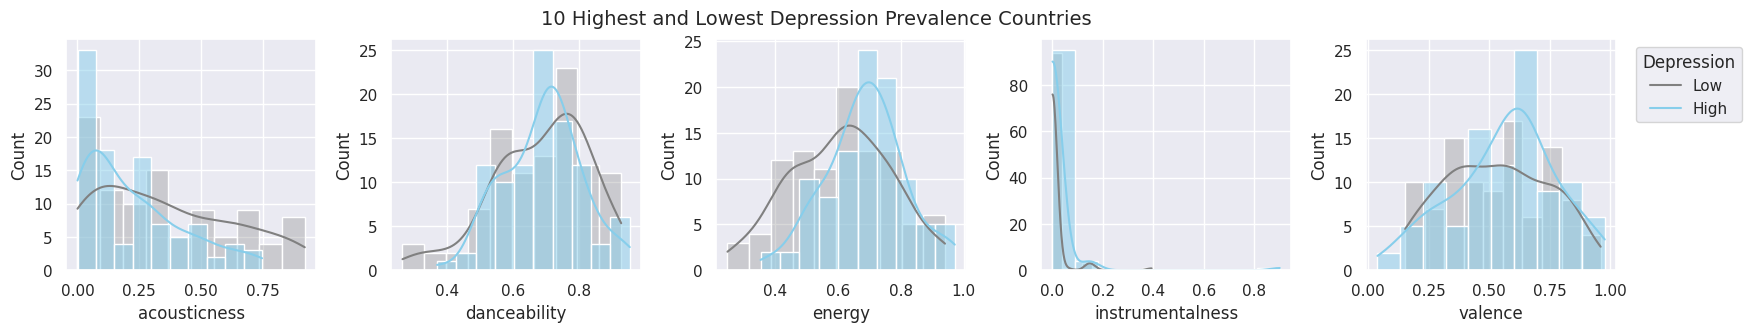 10 Highest and Lowest Depression Prevalence Countries
Count
30
25
20
15
10
5
0
0.00 0.25 0.50 0.75
acousticness
Count
25
20
15
10
5
0
0.4 0.6 0.8
danceability
Count
25
20
15
10
5
0
0.4 0.6 0.8 1.0
energy
Count
80
60
40
20
0
0.0 0.2 0.4 0.6 0.8
instrumentalness
Count
25
20
15
10
5
0
0.00 0.25 0.50 0.75 1.00
valence
Depression
Low
High